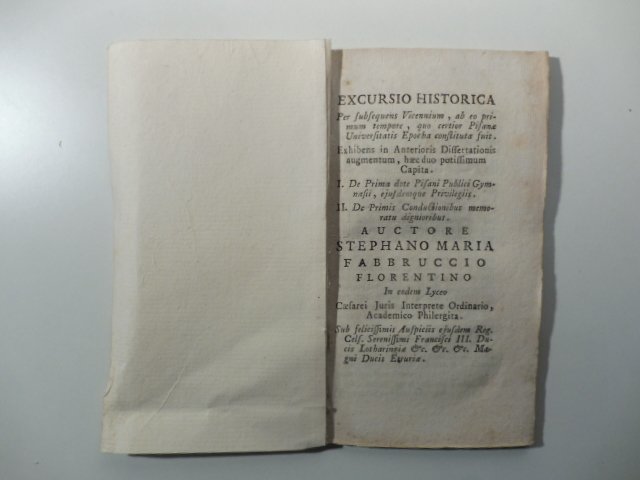 EXCURSIO HISTORICA
Per subsequens Vicennium, ab eo pri-
mum tempore, quo certior Pisanæ
Universitatis Epocha constituta fuit.
Exhibens in Anterioris Dissertationis
augmentum, hæc duo potissimum
Capita.
I. De Prima dote Pisani Publici Gym-
nasii, ejusdemque Privilegiis.
II. De Primis Conductionibus memo-
ratu dignioribus.
AUCTORE
STEPHANO MARIA
FABBRUCCIO
FLORENTINO
In eodem Lyceo
Cæsarei Juris Interprete Ordinario,
Academico Philergita.
Sub felicissimis Auspiciis ejusdem Reg.
Cels. Serenissimi Francisci III. Du-
cis Lotharingiæ &c. &c. &c. Ma-
gni Ducis Etruriæ.